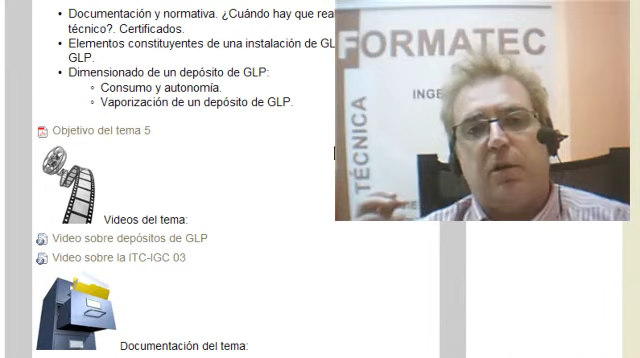 • Documentación y normativa. ¿Cuándo hay que rea
técnico?. Certificados.
• Elementos constituyentes de una instalación de GL
GLP.
• Dimensionado de un depósito de GLP:
◦ Consumo y autonomía.
◦ Vaporización de un depósito de GLP.
Objetivo del tema 5
Videos del tema:
Video sobre depósitos de GLP
Video sobre la ITC-IGC 03
Documentación del tema:
FORMATEC
INGE
TÉCNICA